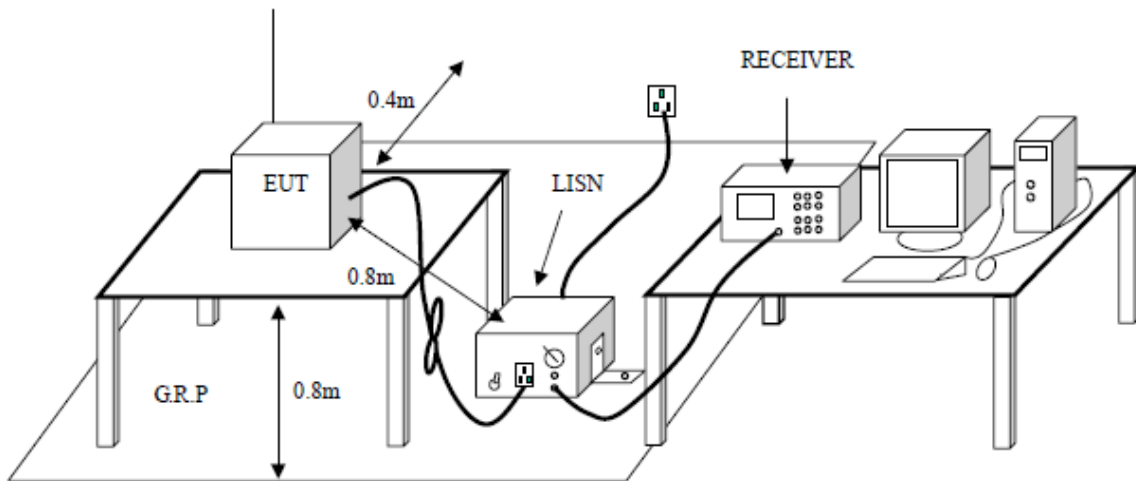 RECEIVER
0.4m
EUT
LISN
0.8m
G.R.P
0.8m